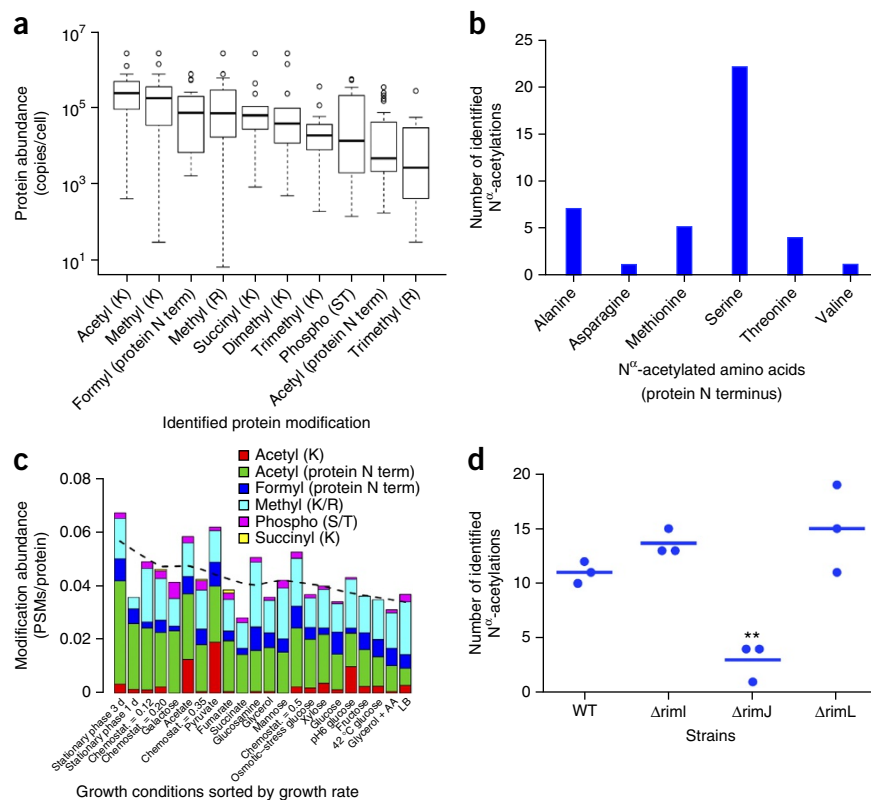 a
10^7
10^5
10^3
10^1
Protein abundance
(copies/cell)
Acetyl (K)
Methyl (K)
Formyl (protein N term)
Methyl (R)
Succinyl (K)
Dimethyl (K)
Trimethyl (K)
Phospho (ST)
Acetyl (protein N term)
Trimethyl (R)
Identified protein modification
b
25
20
15
10
5
0
Number of identified
N^α-acetylations
Alanine
Asparagine
Methionine
Serine
Threonine
Valine
N^α-acetylated amino acids
(protein N terminus)
c
Acetyl (K)
Acetyl (protein N term)
Formyl (protein N term)
Methyl (K/R)
Phospho (S/T)
Succinyl (K)
0.08
0.06
0.04
0.02
0
Modification abundance
(PSMs/protein)
Stationary phase 3 d
Stationary phase 1 d
Chemostat. = 0.12
Chemostat. = 0.20
Galactose
Acetate
Chemostat. = 0.35
Pyruvate
Fumarate
Succinate
Glucosamine
Glycerol
Mannose
Chemostat. = 0.5
Osmotic–stress glucose
Xylose
Glucose
pH6 glucose
Fructose
42 °C glucose
Glycerol + AA
LB
Growth conditions sorted by growth rate
d
20
15
10
5
0
Number of identified
N^α-acetylations
**
WT
ΔrimI
ΔrimJ
ΔrimL
Strains